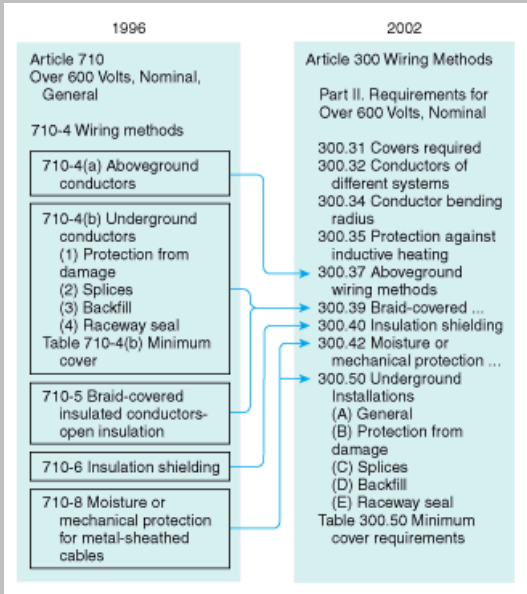 1996
Article 710
Over 600 Volts, Nominal,
General
710-4 Wiring methods
710-4(a) Aboveground
conductors
710-4(b) Underground
conductors
(1) Protection from
damage
(2) Splices
(3) Backfill
(4) Raceway seal
Table 710-4(b) Minimum
cover
710-5 Braid-covered
insulated conductors-
open insulation
710-6 Insulation shielding
710-8 Moisture or
mechanical protection
for metal-sheathed
cables
2002
Article 300 Wiring Methods
Part II. Requirements for
Over 600 Volts, Nominal
300.31 Covers required
300.32 Conductors of
different systems
300.34 Conductor bending
radius
300.35 Protection against
inductive heating
300.37 Aboveground
wiring methods
300.39 Braid-covered ...
300.40 Insulation shielding
300.42 Moisture or
mechanical protection ...
300.50 Underground
Installations
(A) General
(B) Protection from
damage
(C) Splices
(D) Backfill
(E) Raceway seal
Table 300.50 Minimum
cover requirements